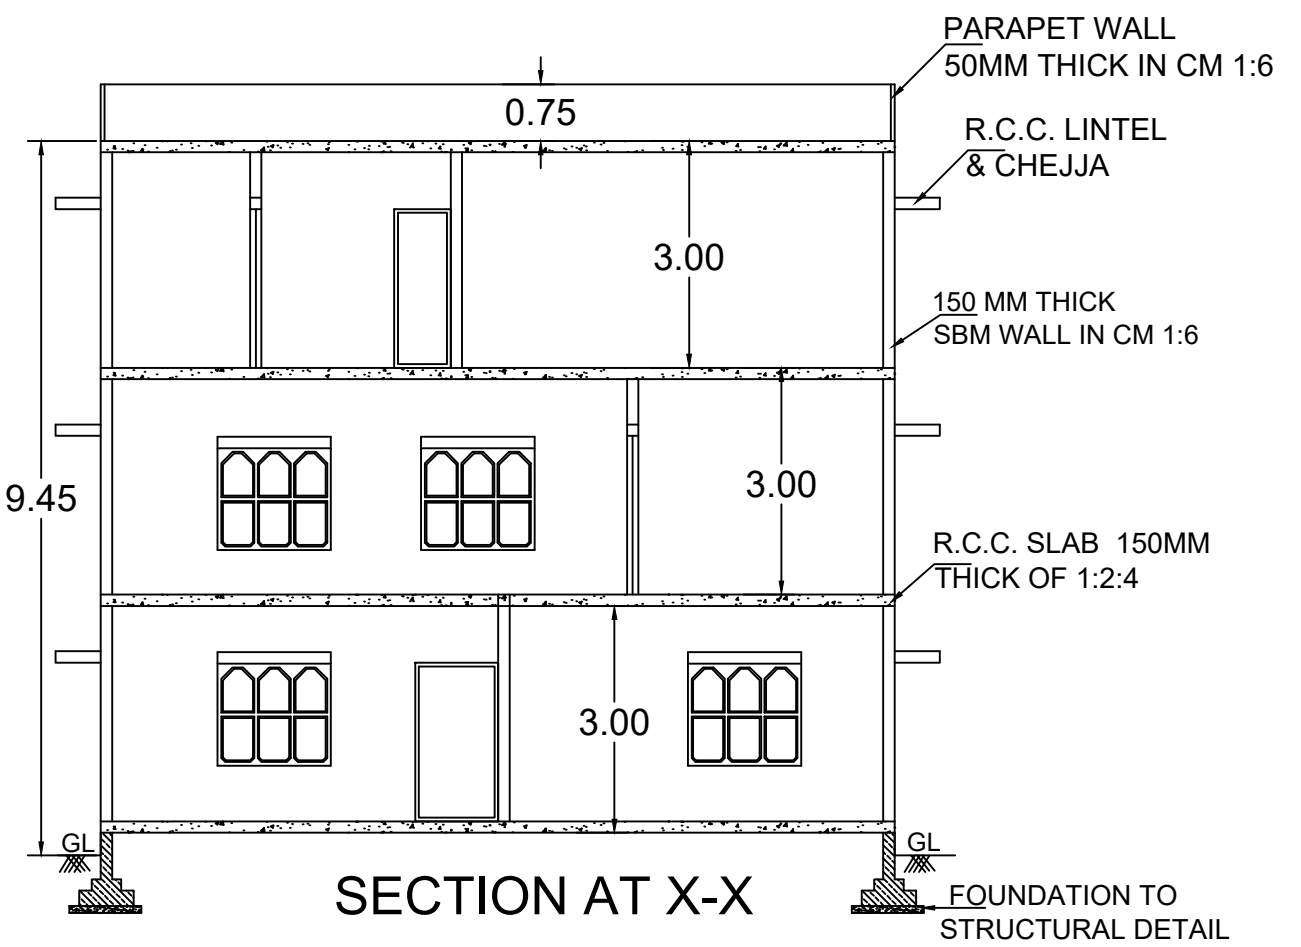 PARAPET WALL
50MM THICK IN CM 1:6
0.75
R.C.C. LINTEL
& CHEJJA
3.00
150 MM THICK
SBM WALL IN CM 1:6
9.45
3.00
R.C.C. SLAB 150MM
THICK OF 1:2:4
3.00
GL
GL
SECTION AT X-X
FOUNDATION TO
STRUCTURAL DETAIL